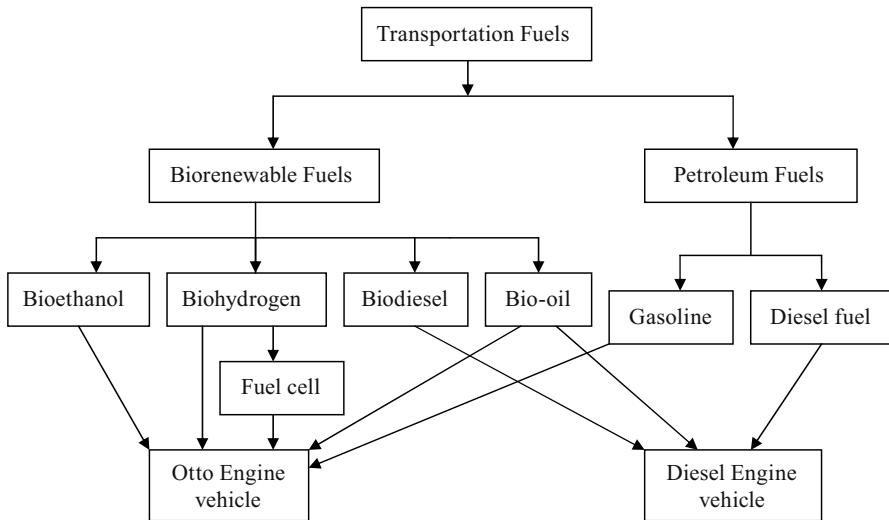 Transportation Fuels
Biorenewable Fuels
Petroleum Fuels
Bioethanol
Biohydrogen
Biodiesel
Bio-oil
Gasoline
Diesel fuel
Fuel cell
Otto Engine
vehicle
Diesel Engine
vehicle